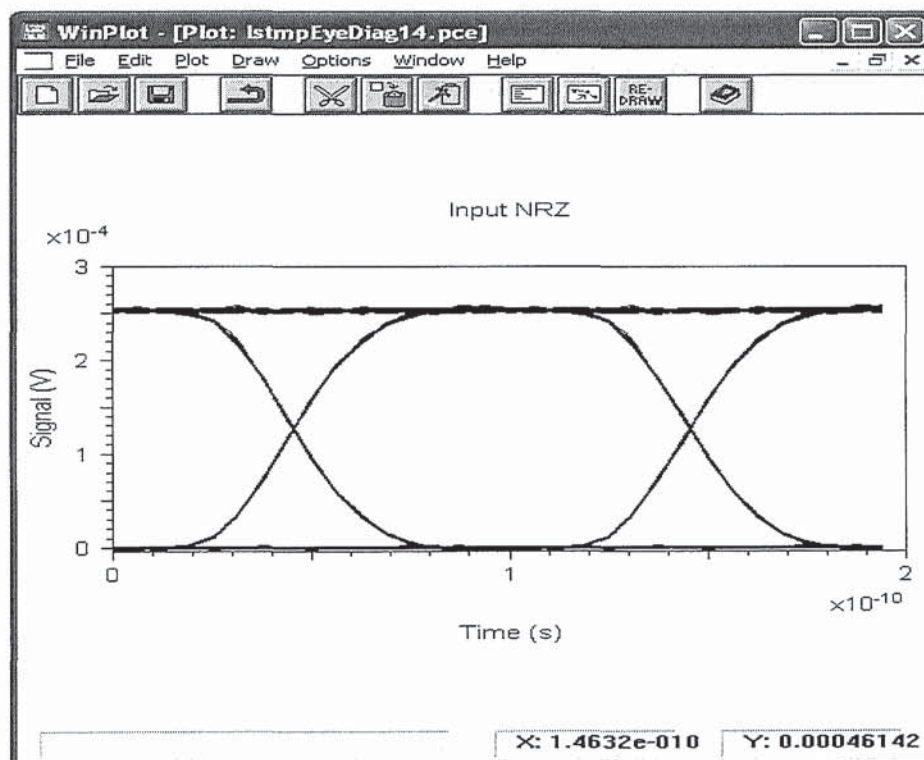 WinPlot - [Plot: lstmpEyeDiag14.pce]
File Edit Plot Draw Options Window Help
RE-
DRAW
Input NRZ
×10-4
3
2
1
0
Signal (V)
0 1 2
×10-10
Time (s)
X: 1.4632e-010 Y: 0.00046142